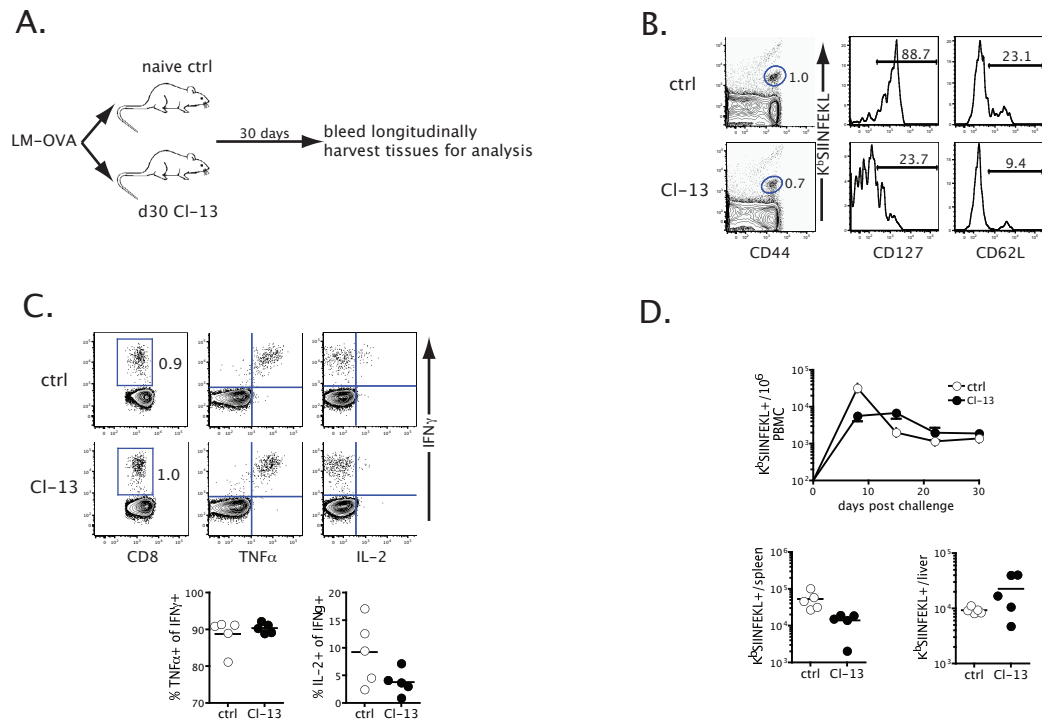 A.
naive ctrl
LM-OVA
30 days
bleed longitudinally
harvest tissues for analysis
d30 Cl-13
B.
ctrl
1.0
88.7
23.1
Cl-13
0.7
23.7
9.4
KbSIINFEKL
CD44
CD127
CD62L
C.
ctrl
0.9
Cl-13
1.0
IFNγ
CD8
TNFα
IL-2
% TNFα+ of IFNγ+
100
90
80
70
ctrl
Cl-13
% IL-2+ of IFNg+
20
15
10
5
0
ctrl
Cl-13
D.
KbSIINFEKL+/10^6
PBMC
10^5
10^4
10^3
10^2
ctrl
Cl-13
0
10
20
30
days post challenge
KbSIINFEKL+/spleen
10^6
10^5
10^4
10^3
ctrl
Cl-13
KbSIINFEKL+/liver
10^5
10^4
10^3
ctrl
Cl-13